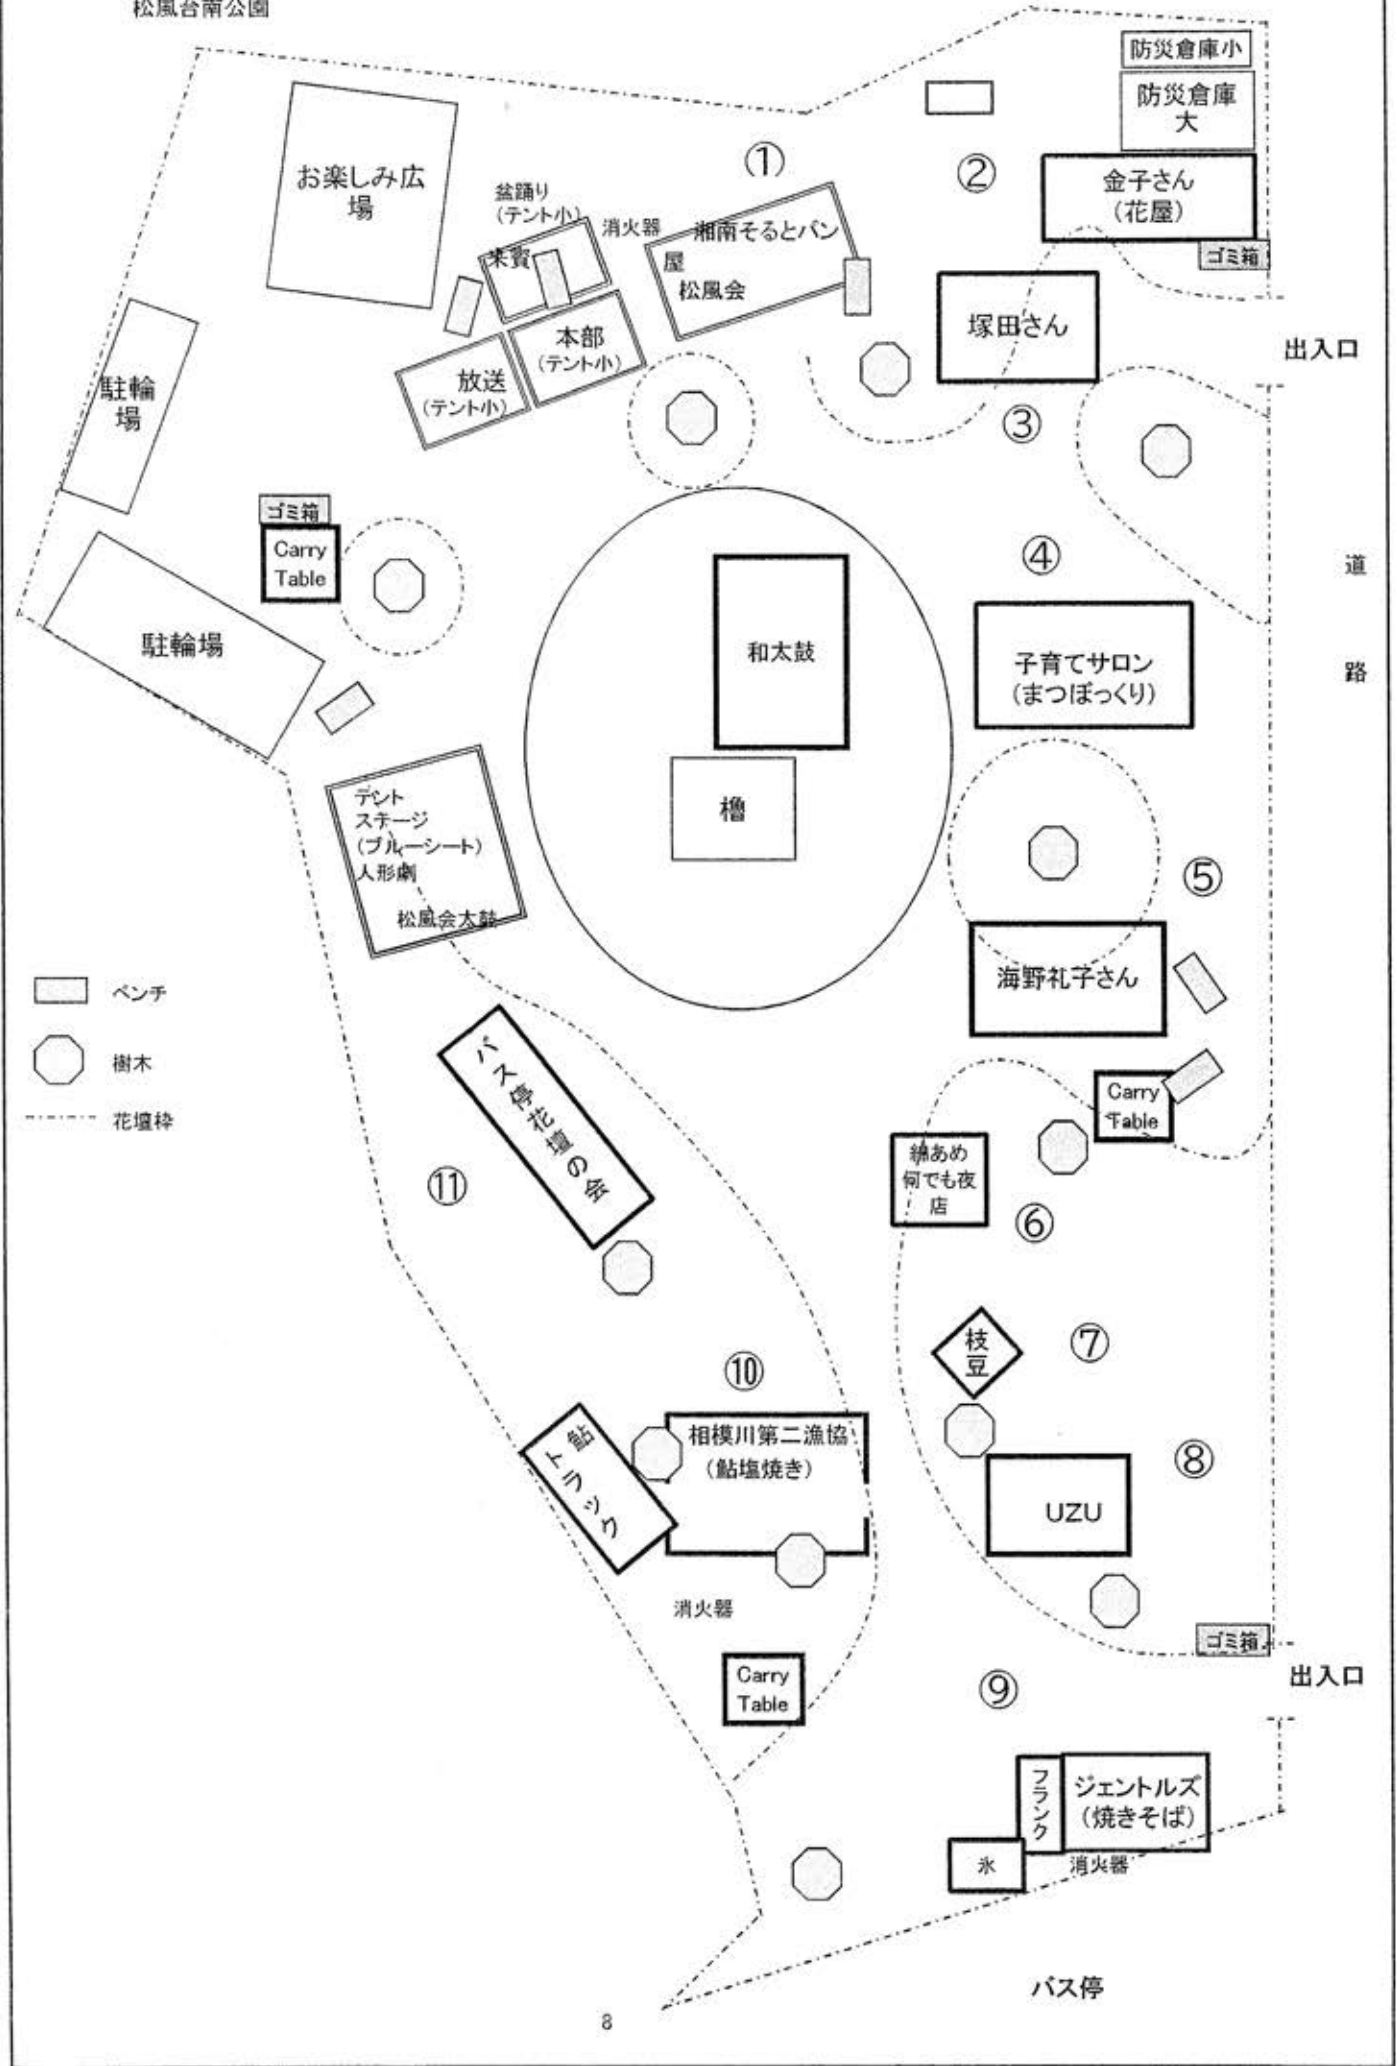 松風台南公園
防災倉庫小
防災倉庫
大
①
②
金子さん
(花屋)
ゴミ箱
お楽しみ広
場
盆踊り
(テント小)
来賓
消火器
湘南そるとパン
屋
松風会
本部
(テント小)
放送
(テント小)
塚田さん
出入口
③
駐輪
場
ゴミ箱
Carry
Table
駐輪場
④
道
路
和太鼓
子育てサロン
(まつぼっくり)
櫓
テント
ステージ
(ブルーシート)
人形劇
松風会太鼓
⑤
海野礼子さん
ベンチ
樹木
花壇枠
バス停花壇の会
⑪
Carry
Table
綿あめ
何でも夜
店
⑥
枝
豆
⑦
⑩
相模川第二漁協
(鮎塩焼き)
鮎
トラック
⑧
UZU
消火器
ゴミ箱
出入口
Carry
Table
⑨
フランク
ジェントルズ
(焼きそば)
氷
消火器
バス停
8